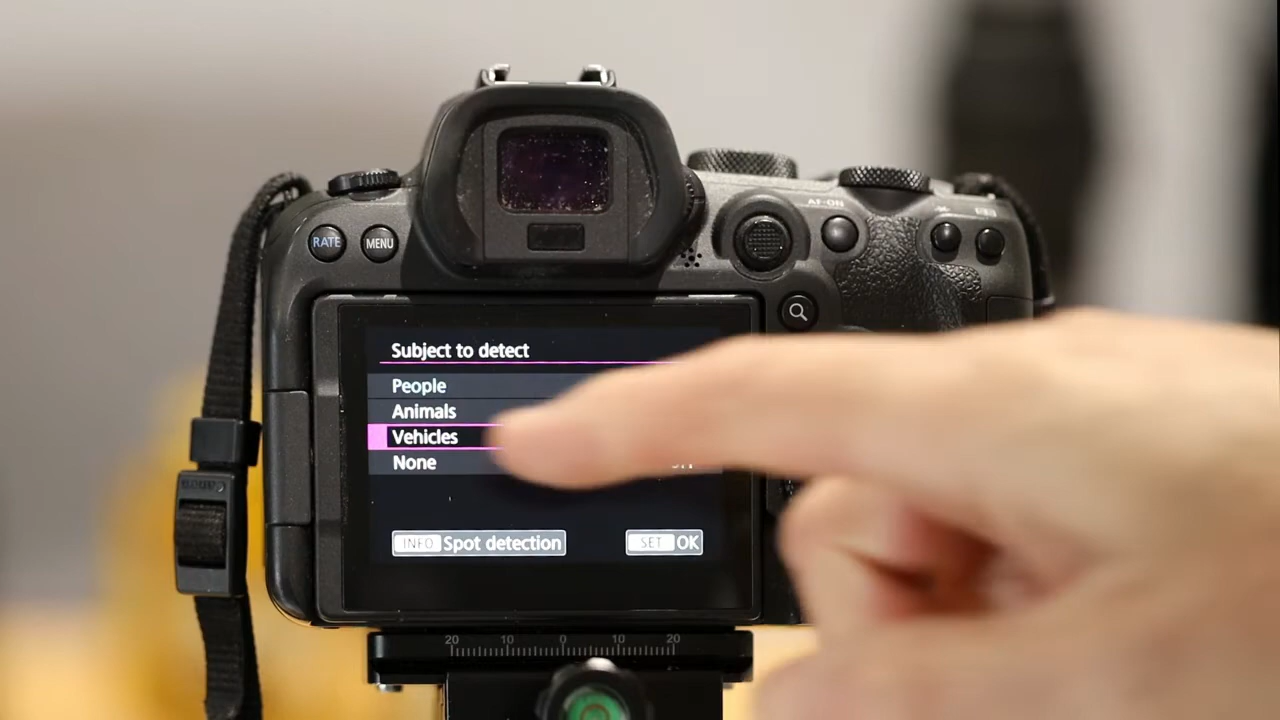 AF-ON
RATE
MENU
Subject to detect
People
Animals
Vehicles
None
INFO Spot detection
SET OK
20 10 0 10 20